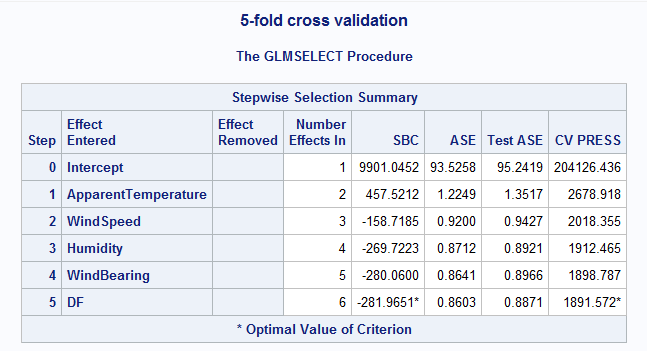 5-fold cross validation
The GLMSELECT Procedure
Stepwise Selection Summary
Step Effect Entered Effect Removed Number Effects In SBC ASE Test ASE CV PRESS
0 Intercept 1 9901.0452 93.5258 95.2419 204126.436
1 ApparentTemperature 2 457.5212 1.2249 1.3517 2678.918
2 WindSpeed 3 -158.7185 0.9200 0.9427 2018.355
3 Humidity 4 -269.7223 0.8712 0.8921 1912.465
4 WindBearing 5 -280.0600 0.8641 0.8966 1898.787
5 DF 6 -281.9651* 0.8603 0.8871 1891.572*
* Optimal Value of Criterion